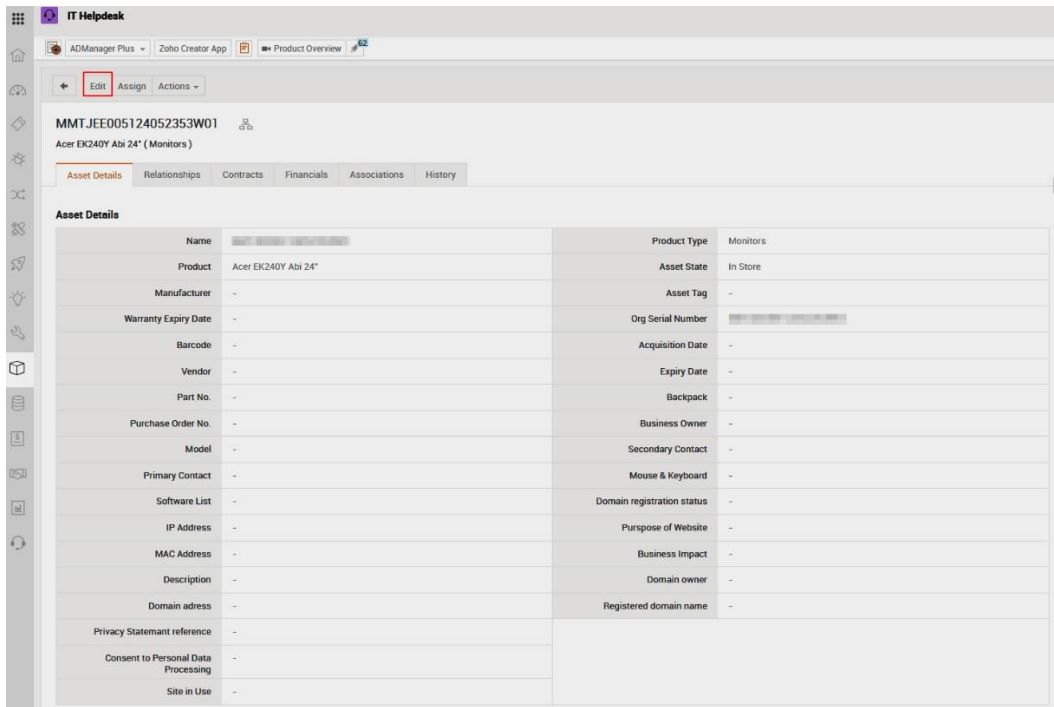 IT Helpdesk
ADManager Plus Zoho Creator App Product Overview 62
Edit Assign Actions
MMTJEE005124052353W01
Acer EK240Y Abi 24" ( Monitors )
Asset Details Relationships Contracts Financials Associations History
Asset Details
Name Product Type Monitors
Product Acer EK240Y Abi 24" Asset State In Store
Manufacturer - Asset Tag -
Warranty Expiry Date - Org Serial Number
Barcode - Acquisition Date -
Vendor - Expiry Date -
Part No. - Backpack -
Purchase Order No. - Business Owner -
Model - Secondary Contact -
Primary Contact - Mouse & Keyboard -
Software List - Domain registration status -
IP Address - Purspose of Website -
MAC Address - Business Impact -
Description - Domain owner -
Domain adress - Registered domain name -
Privacy Statemant reference -
Consent to Personal Data -
Processing
Site in Use -